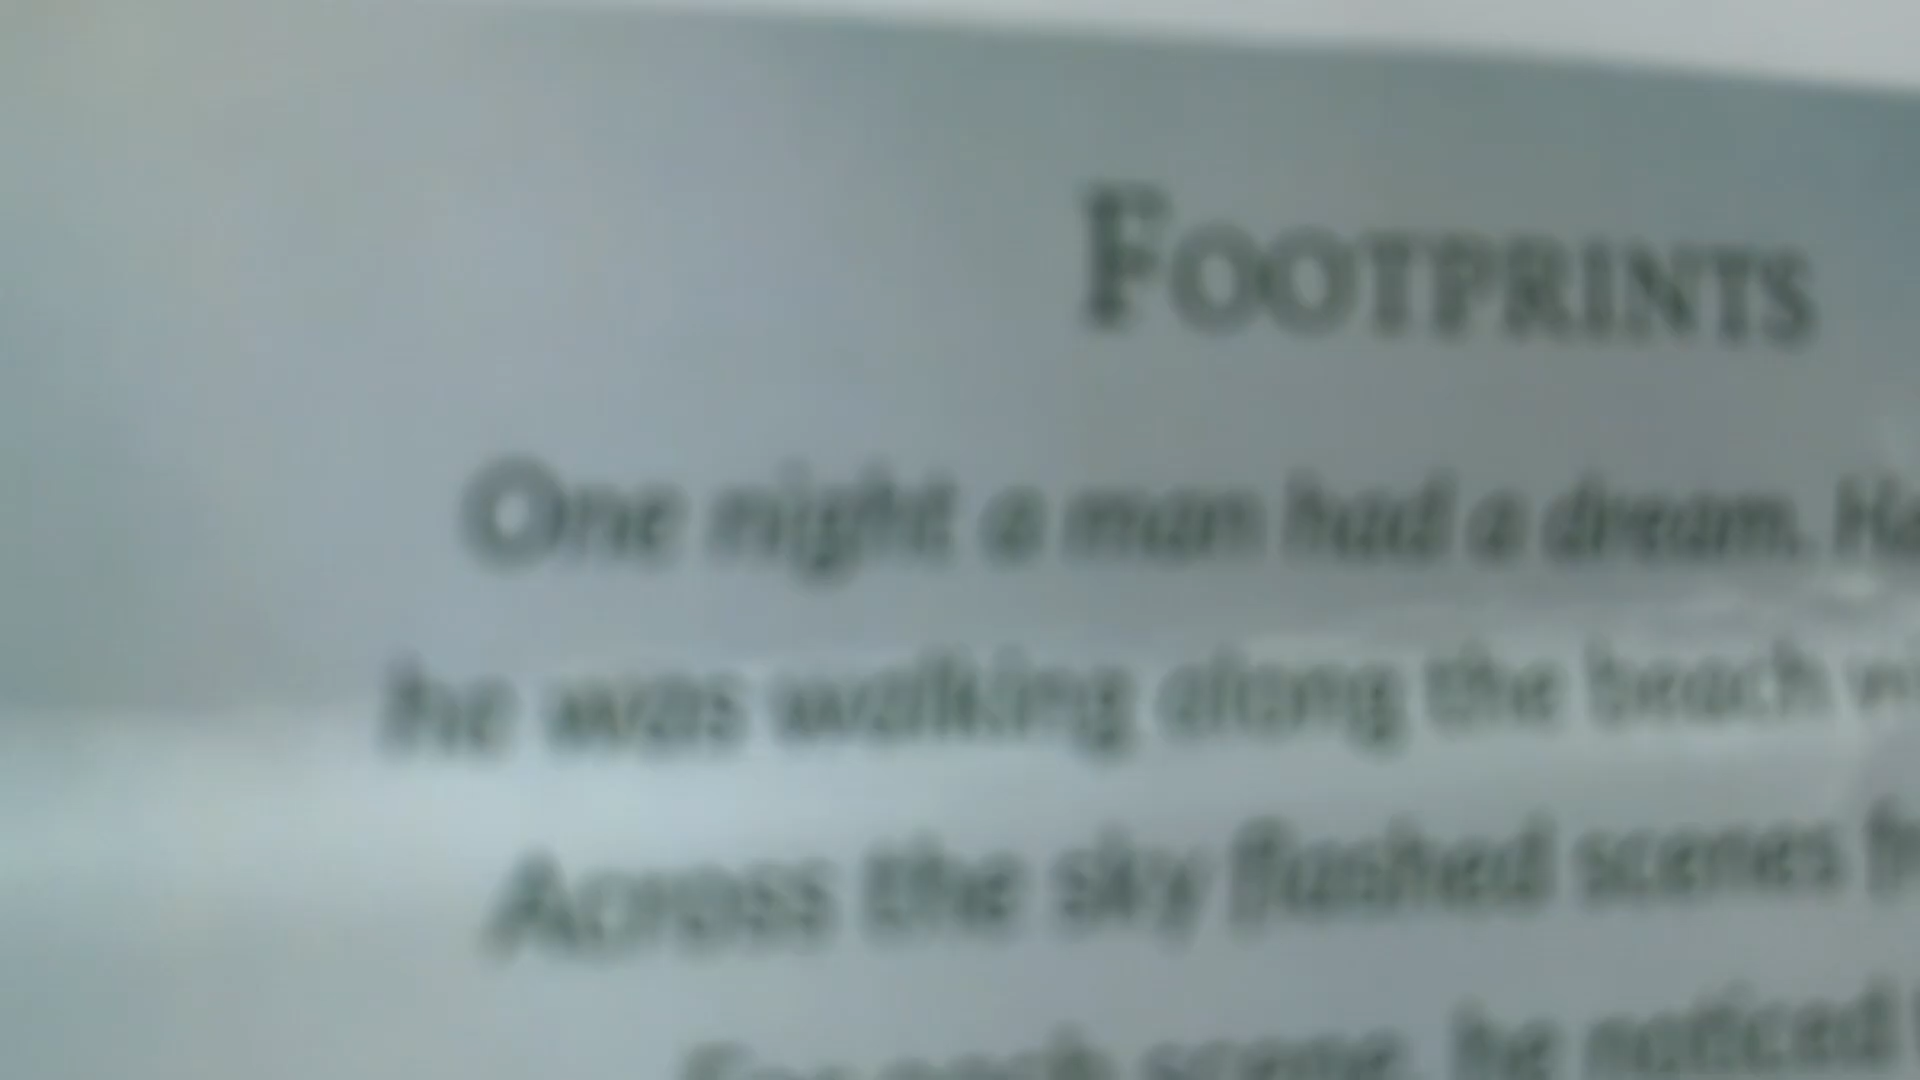 FOOTPRINTS
One night a man had a dream. He
he was walking along the beach
Across the sky flashed scenes
For each scene, he noticed